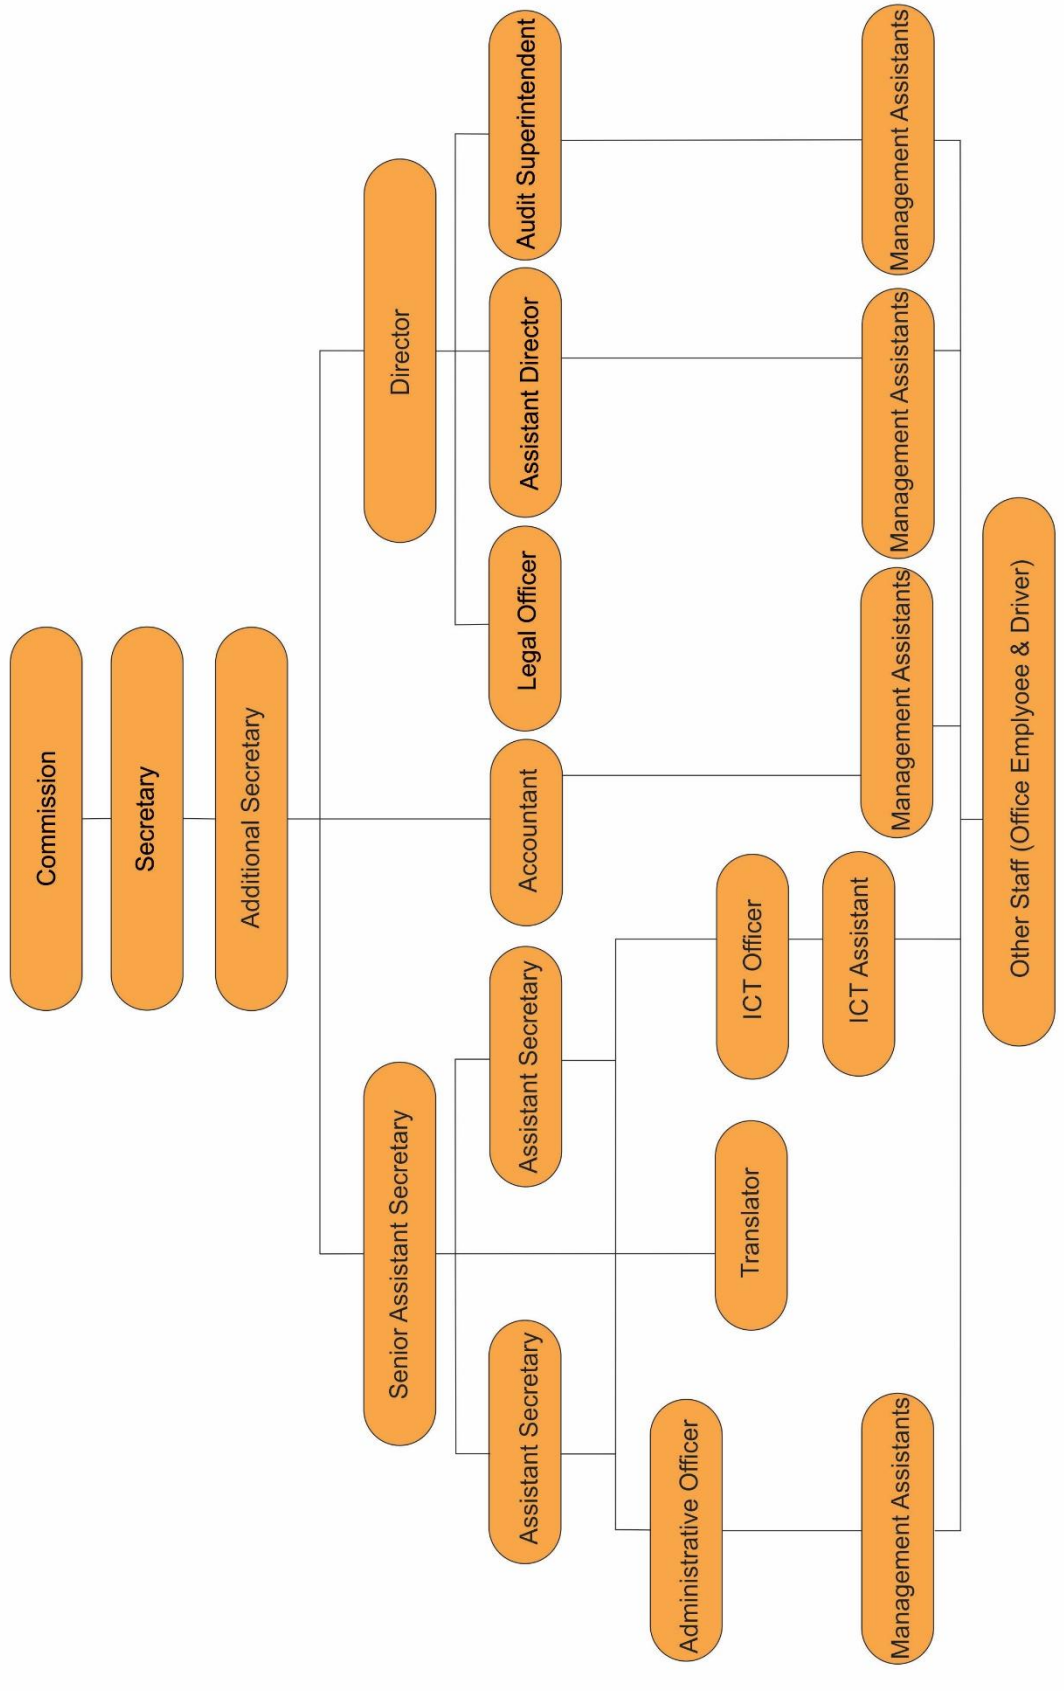 Commission
Secretary
Additional Secretary
Senior Assistant Secretary
Director
Assistant Secretary
Assistant Secretary
Accountant
Legal Officer
Assistant Director
Audit Superintendent
Administrative Officer
Translator
ICT Officer
ICT Assistant
Management Assistants
Management Assistants
Management Assistants
Management Assistants
Other Staff (Office Emplyoee & Driver)